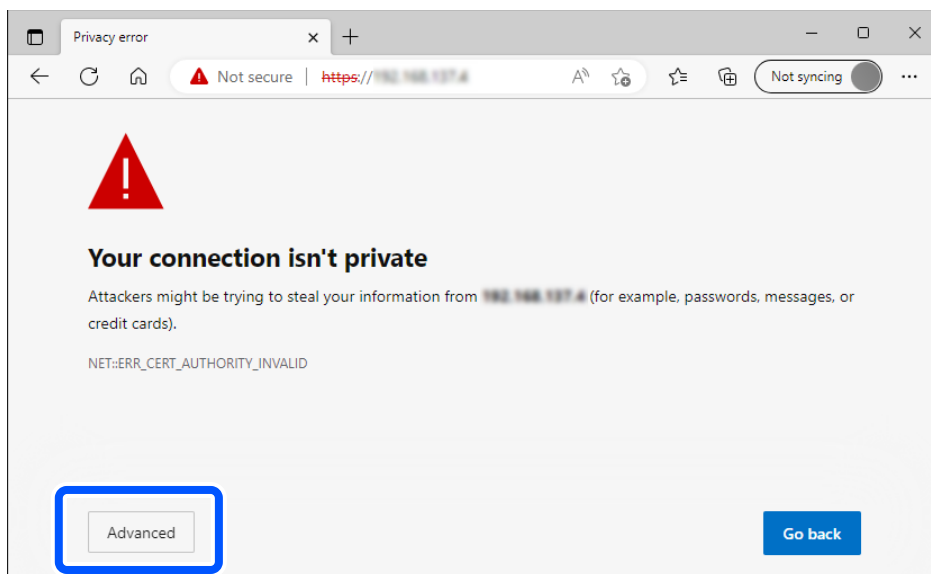 Privacy error
Not secure https://
Not syncing
Your connection isn't private
Attackers might be trying to steal your information from (for example, passwords, messages, or
credit cards).
NET::ERR_CERT_AUTHORITY_INVALID
Advanced
Go back